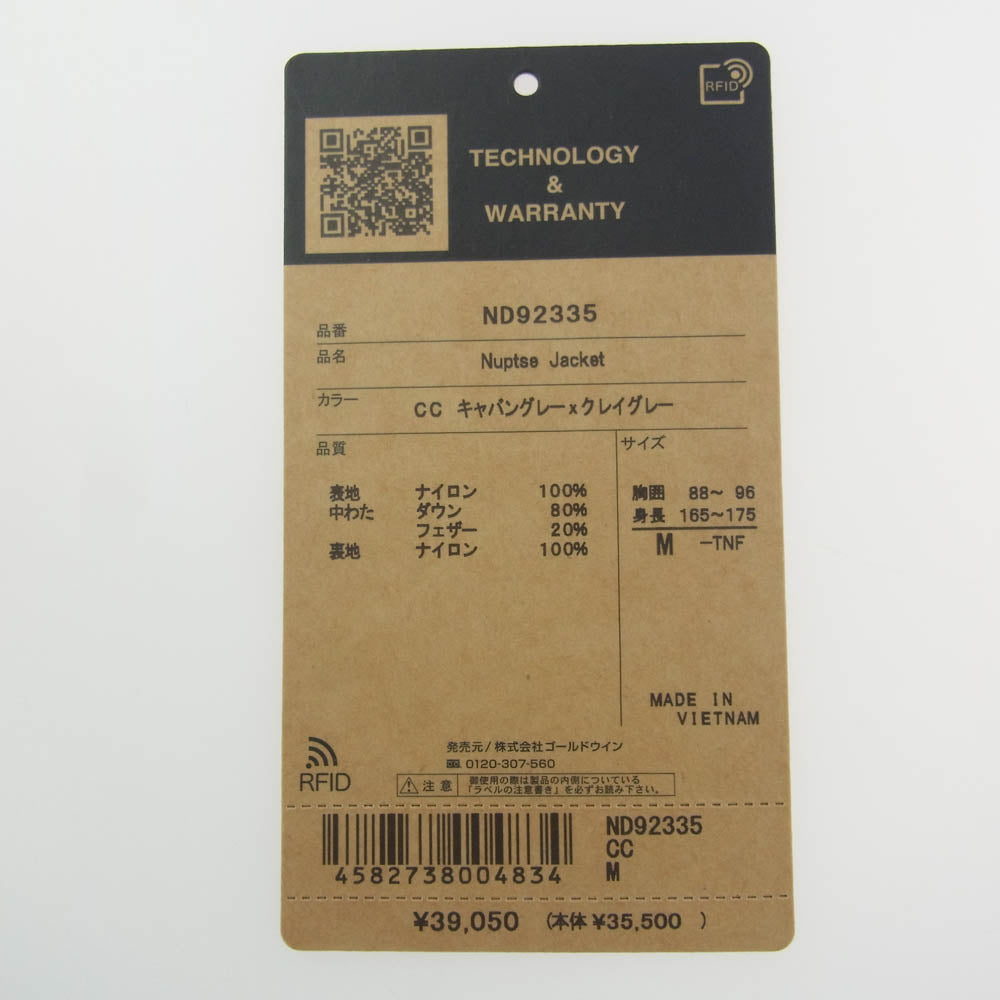 RFID
TECHNOLOGY
&
WARRANTY
品番 ND92335
品名 Nuptse Jacket
カラー CC キャバングレーxクレイグレー
品質
表地 ナイロン 100%
中わた ダウン 80%
フェザー 20%
裏地 ナイロン 100%
サイズ
胸囲 88〜 96
身長 165〜175
M -TNF
MADE IN
VIETNAM
発売元/株式会社ゴールドウイン
0120-307-560
RFID
注意 御使用の際は製品の内側についている
「ラベルの注意書き」を必ずお読み下さい。
4582738004834
ND92335
CC
M
¥39,050 (本体 ¥35,500 )